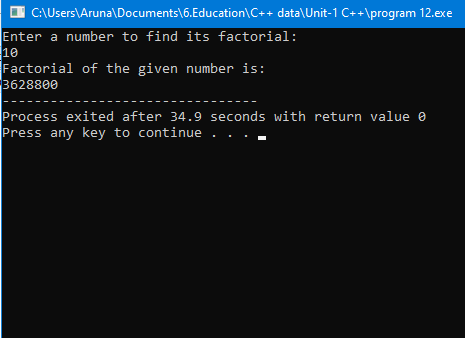 C:\Users\Aruna\Documents\6.Education\C++ data\Unit-1 C++\program 12.exe
Enter a number to find its factorial:
10
Factorial of the given number is:
3628800
--------------------------------
Process exited after 34.9 seconds with return value 0
Press any key to continue . . .